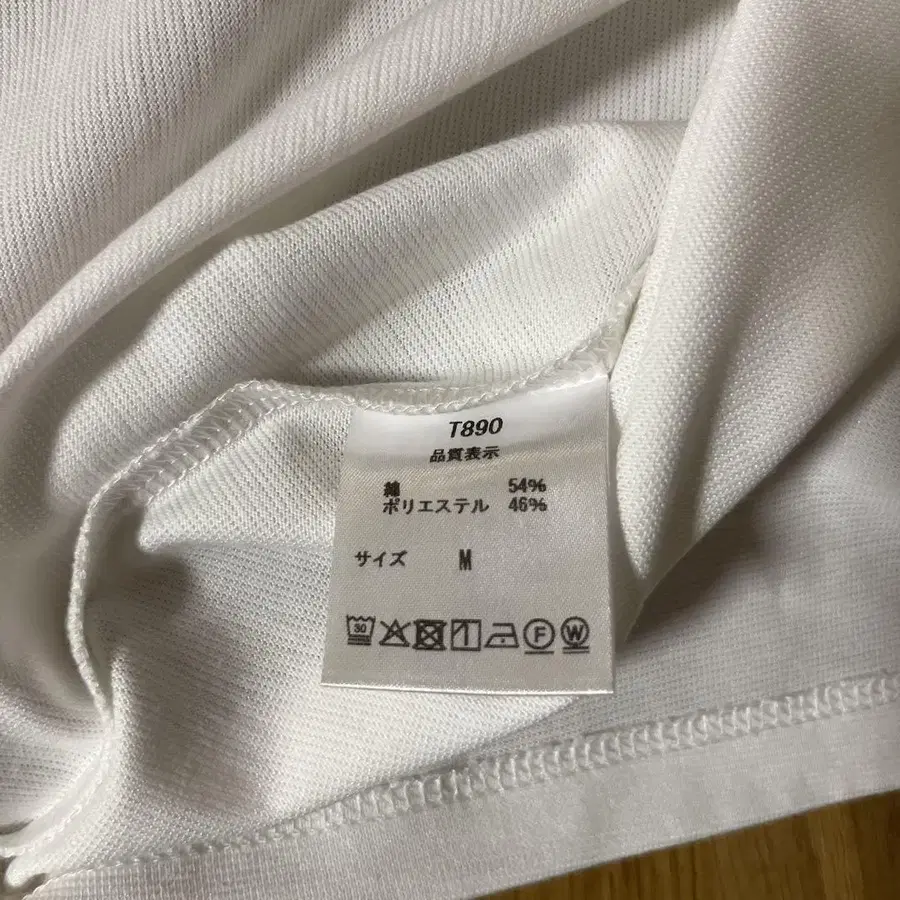 T890
品質表示
綿 54%
ポリエステル 46%
サイズ M
30 F W